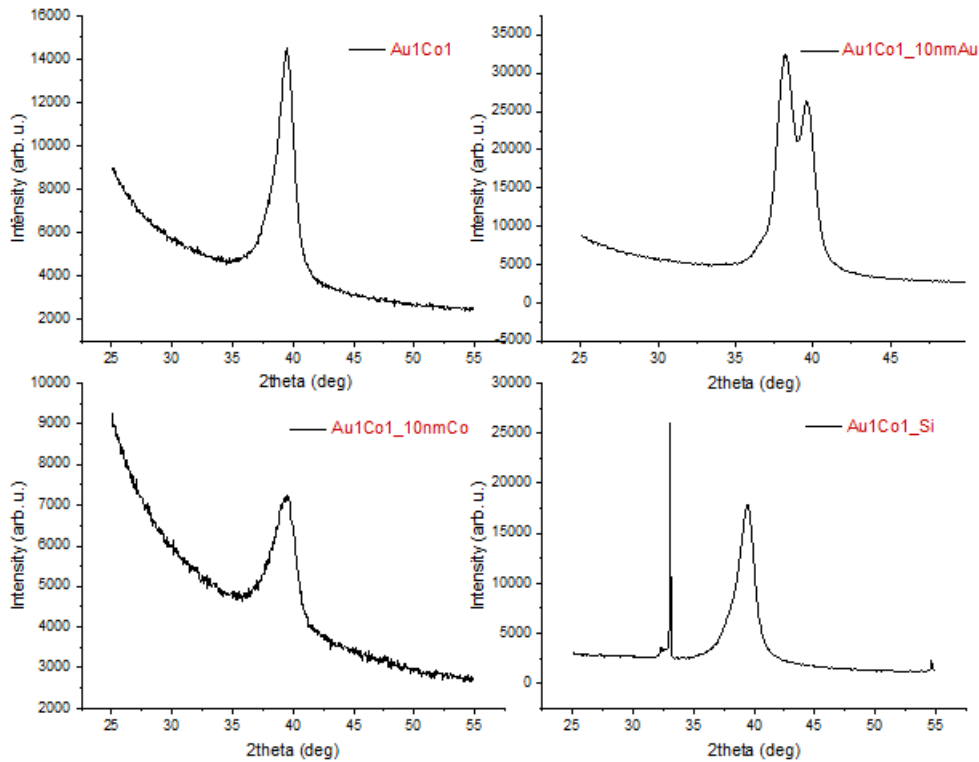 16000
14000
12000
10000
8000
6000
4000
2000
Intensity (arb.u.)
Au1Co1
25 30 35 40 45 50 55
2theta (deg)
35000
30000
25000
20000
15000
10000
5000
0
-5000
Intensity (arb.u.)
Au1Co1_10nmAu
25 30 35 40 45
2theta (deg)
10000
9000
8000
7000
6000
5000
4000
3000
2000
Intensity (arb.u.)
Au1Co1_10nmCo
25 30 35 40 45 50 55
2theta (deg)
30000
25000
20000
15000
10000
5000
0
Intensity (arb.u.)
Au1Co1_Si
25 30 35 40 45 50 55
2theta (deg)